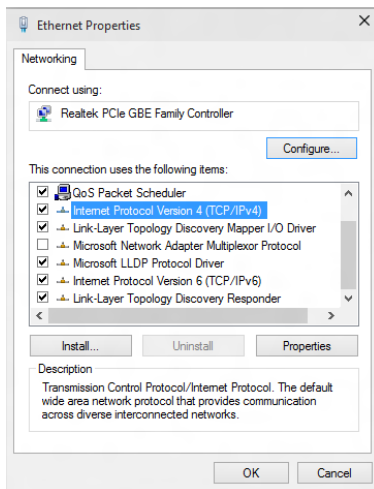 Ethernet Properties
Networking
Connect using:
Realtek PCIe GBE Family Controller
Configure...
This connection uses the following items:
QoS Packet Scheduler
Internet Protocol Version 4 (TCP/IPv4)
Link-Layer Topology Discovery Mapper I/O Driver
Microsoft Network Adapter Multiplexor Protocol
Microsoft LLDP Protocol Driver
Internet Protocol Version 6 (TCP/IPv6)
Link-Layer Topology Discovery Responder
Install... Uninstall Properties
Description
Transmission Control Protocol/Internet Protocol. The default
wide area network protocol that provides communication
across diverse interconnected networks.
OK Cancel